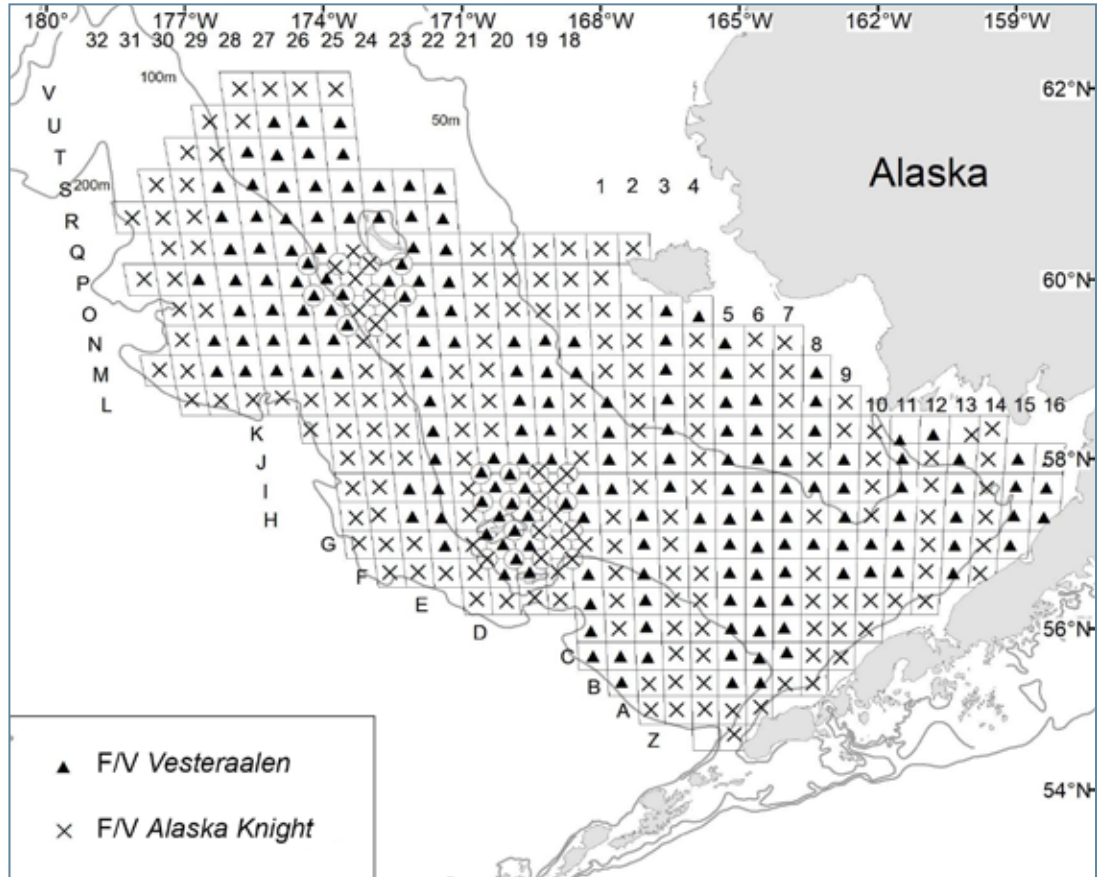 180° 177°W 174°W 171°W 168°W 165°W 162°W 159°W
32 31 30 29 28 27 26 25 24 23 22 21 20 19 18
100m
62°N
V
50m
U
T
Alaska
S 200m
1 2 3 4
R
Q
60°N
P
O
5 6 7
N
8
M
9
L
10 11 12 13 14 15 16
K
J
58°N
I
H
G
F
E
D
56°N
C
B
A
Z
54°N
F/V Vesteraalen
F/V Alaska Knight